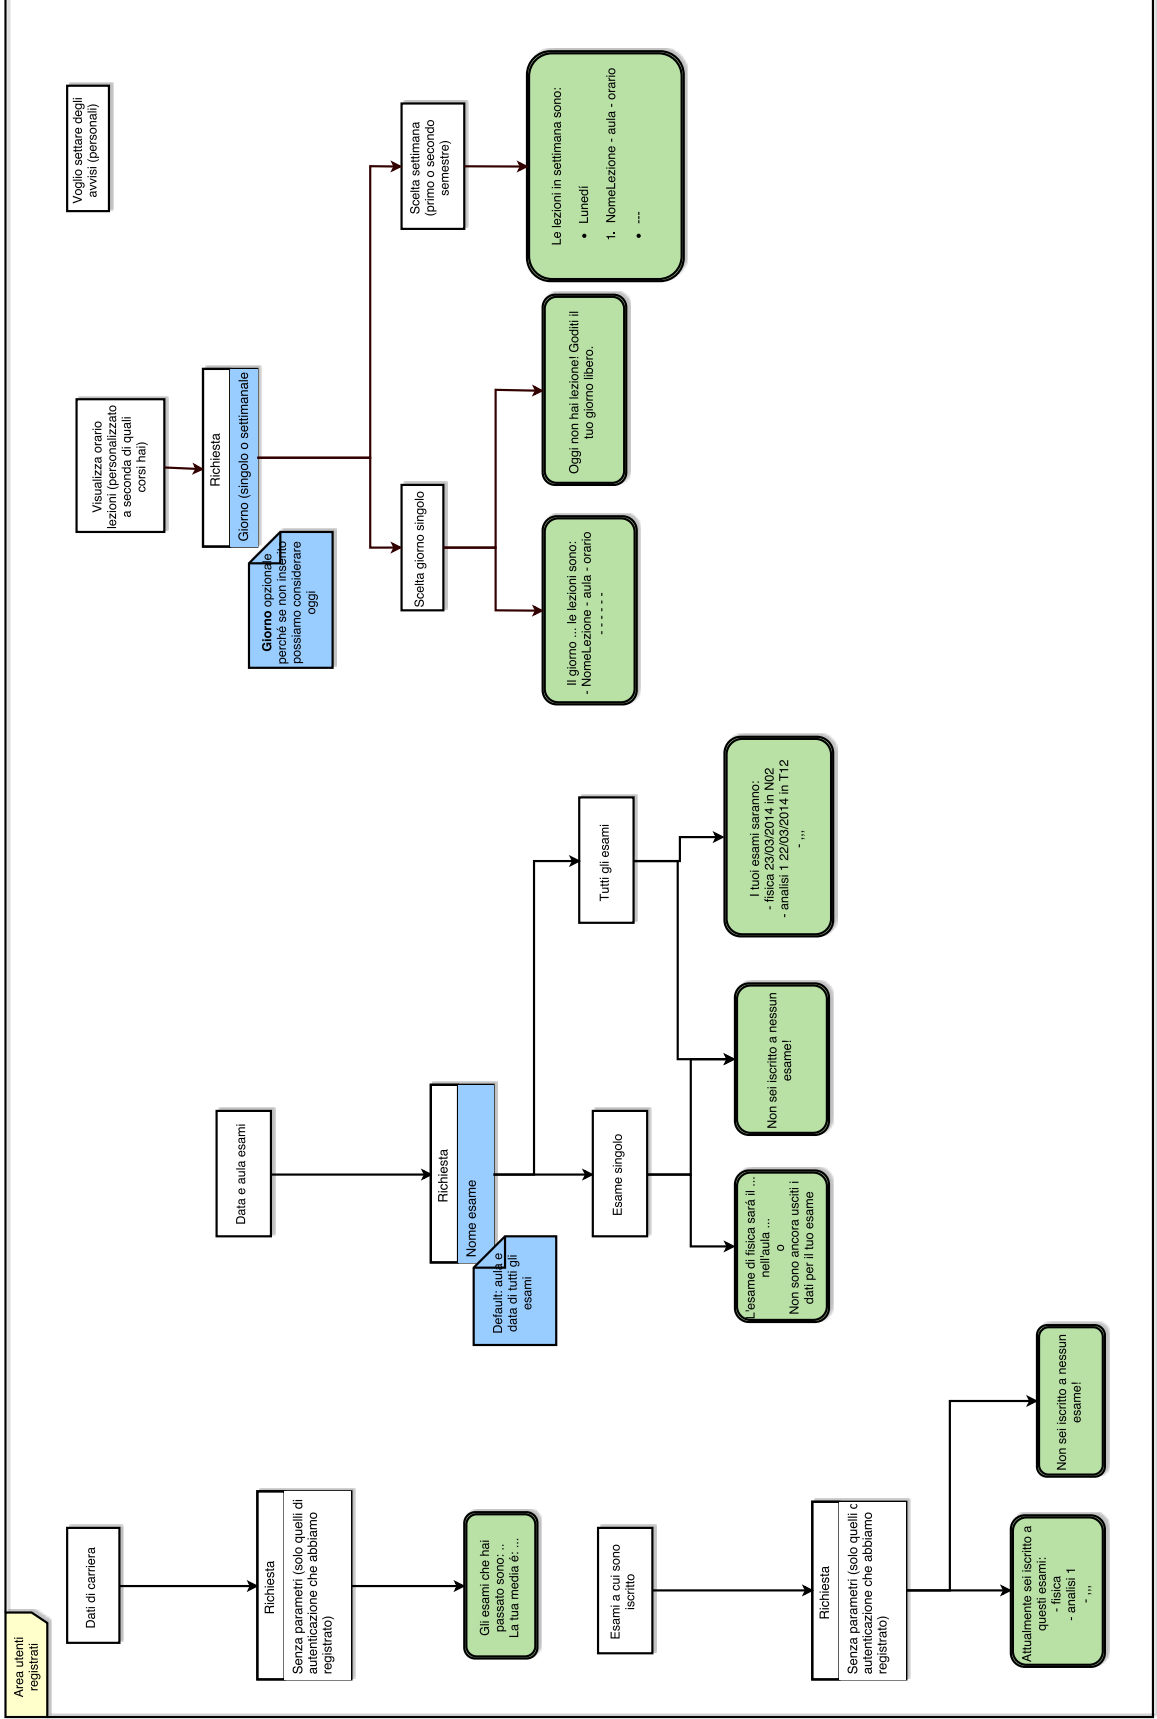 Area utenti
registrati
Dati di carriera
Richiesta
Senza parametri (solo quelli di
autenticazione che abbiamo
registrato)
Gli esami che hai
passato sono: ..
La tua media é: ...
Esami a cui sono
iscritto
Richiesta
Senza parametri (solo quelli d
autenticazione che abbiamo
registrato)
Attualmente sei iscritto a
questi esami:
- fisica
- analisi 1
- ,,,
Non sei iscritto a nessun
esame!
Data e aula esami
Richiesta
Nome esame
Default: aula e
data di tutti gli
esami
Esame singolo
Tutti gli esami
L'esame di fisica sará il ...
nell'aula ...
o
Non sono ancora usciti i
dati per il tuo esame
Non sei iscritto a nessun
esame!
I tuoi esami saranno:
- fisica 23/03/2014 in N02
- analisi 1 22/03/2014 in T12
- ,,,
Visualizza orario
lezioni (personalizzato
a seconda di quali
corsi hai)
Richiesta
Giorno (singolo o settimanale
Giorno opzionale
perché se non inserito
possiamo considerare
oggi
Scelta giorno singolo
Scelta settimana
(primo o secondo
semestre)
Il giorno ... le lezioni sono:
- NomeLezione - aula - orario
- - - - - -
Oggi non hai lezione! Goditi il
tuo giorno libero.
Le lezioni in settimana sono:
• Lunedí
1. NomeLezione - aula - orario
• ---
Voglio settare degli
avvisi (personali)